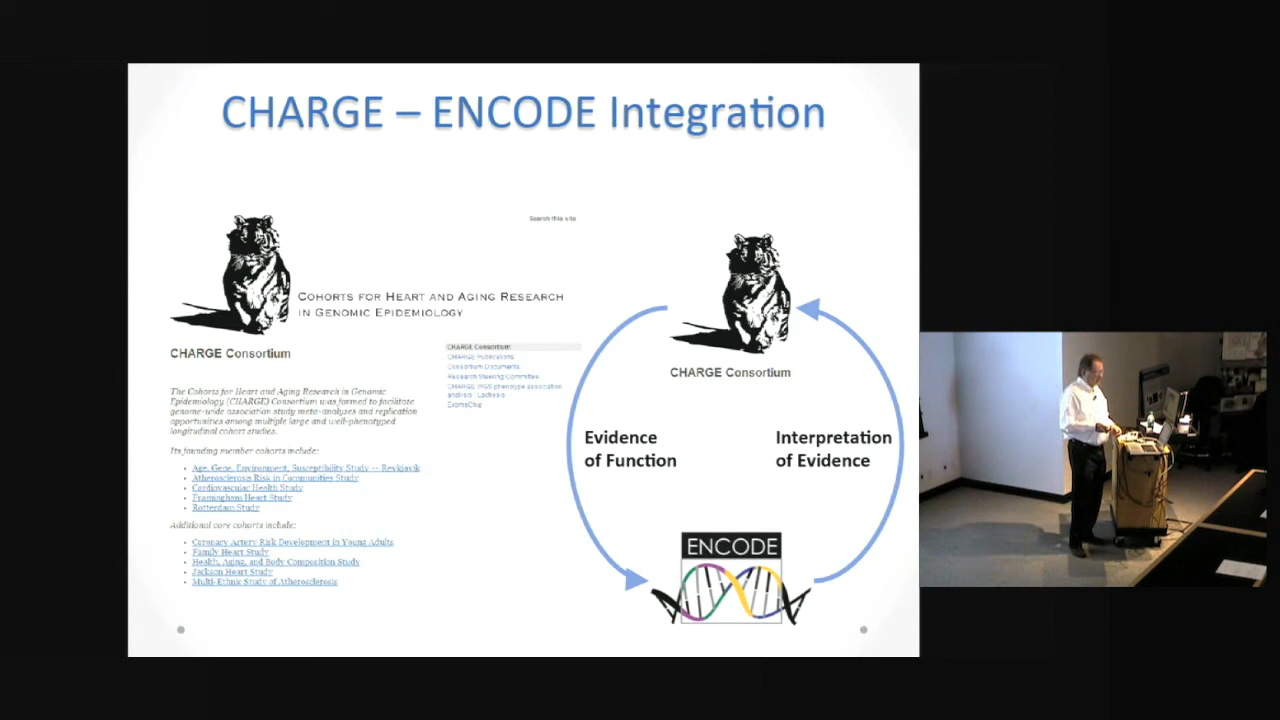 CHARGE – ENCODE Integration
Search this site
COHORTS FOR HEART AND AGING RESEARCH
IN GENOMIC EPIDEMIOLOGY
CHARGE Consortium
The Cohorts for Heart and Aging Research in Genomic
Epidemiology (CHARGE) Consortium was formed to facilitate
genome-wide association study meta-analyses and replication
opportunities among multiple large and well-phenotyped
longitudinal cohort studies.
Its founding member cohorts include:
Age, Gene, Environment, Susceptibility Study -- Reykjavik
Atherosclerosis Risk in Communities Study
Cardiovascular Health Study
Framingham Heart Study
Rotterdam Study
Additional core cohorts include:
Coronary Artery Risk Development in Young Adults
Family Heart Study
Health, Aging, and Body Composition Study
Jackson Heart Study
Multi-Ethnic Study of Atherosclerosis
CHARGE Consortium
CHARGE Publications
Consortium Documents
Research Steering Committee
CHARGE phenotype association
analysis - Lachesis
ExomeChip
CHARGE Consortium
Evidence
of Function
Interpretation
of Evidence
ENCODE